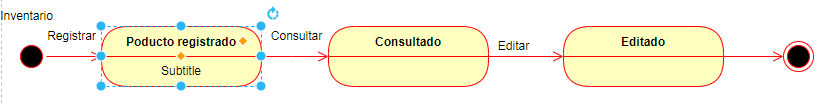 Inventario
Registrar
Poducto registrado
Subtitle
Consultar
Consultado
Editar
Editado